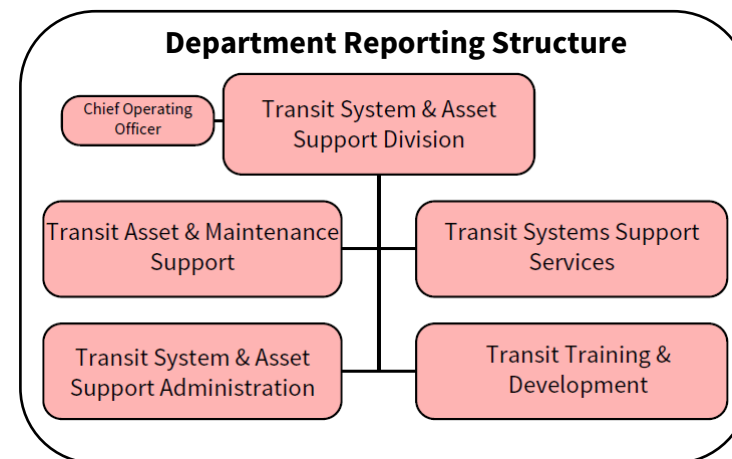 Department Reporting Structure
Chief Operating
Officer
Transit System & Asset
Support Division
Transit Asset & Maintenance
Support
Transit Systems Support
Services
Transit System & Asset
Support Administration
Transit Training &
Development